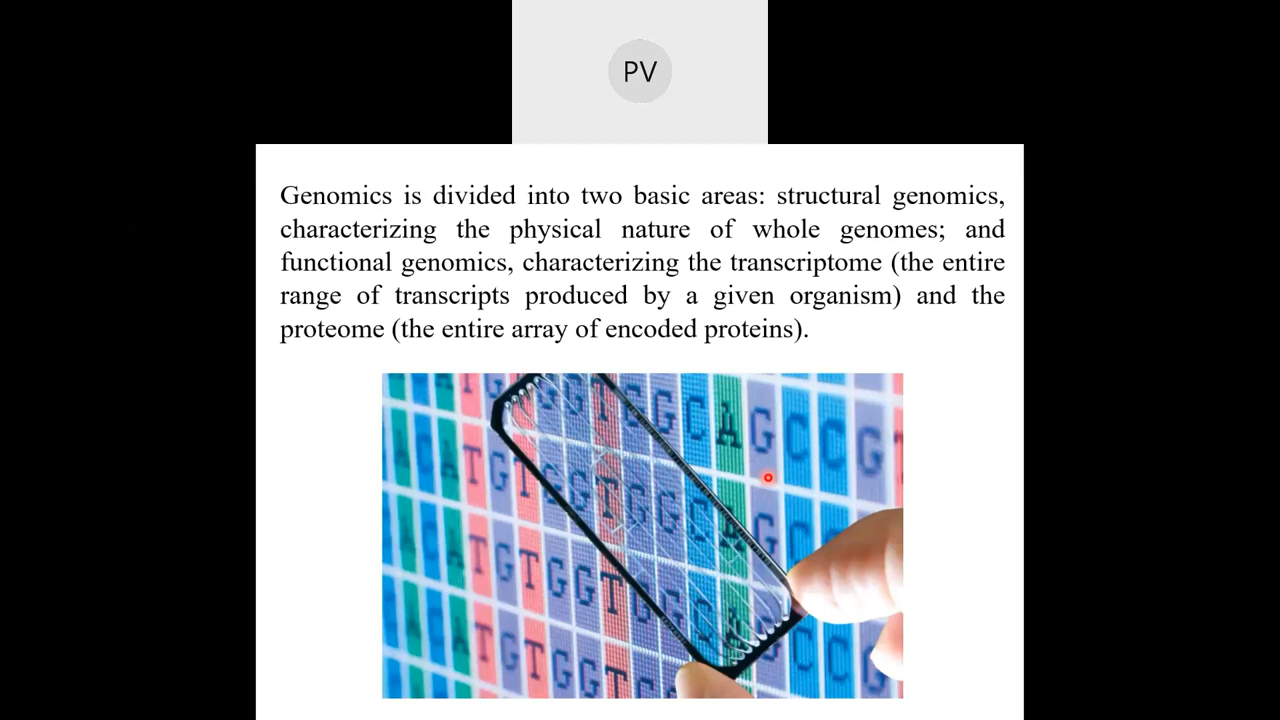 PV
Genomics is divided into two basic areas: structural genomics,
characterizing the physical nature of whole genomes; and
functional genomics, characterizing the transcriptome (the entire
range of transcripts produced by a given organism) and the
proteome (the entire array of encoded proteins).